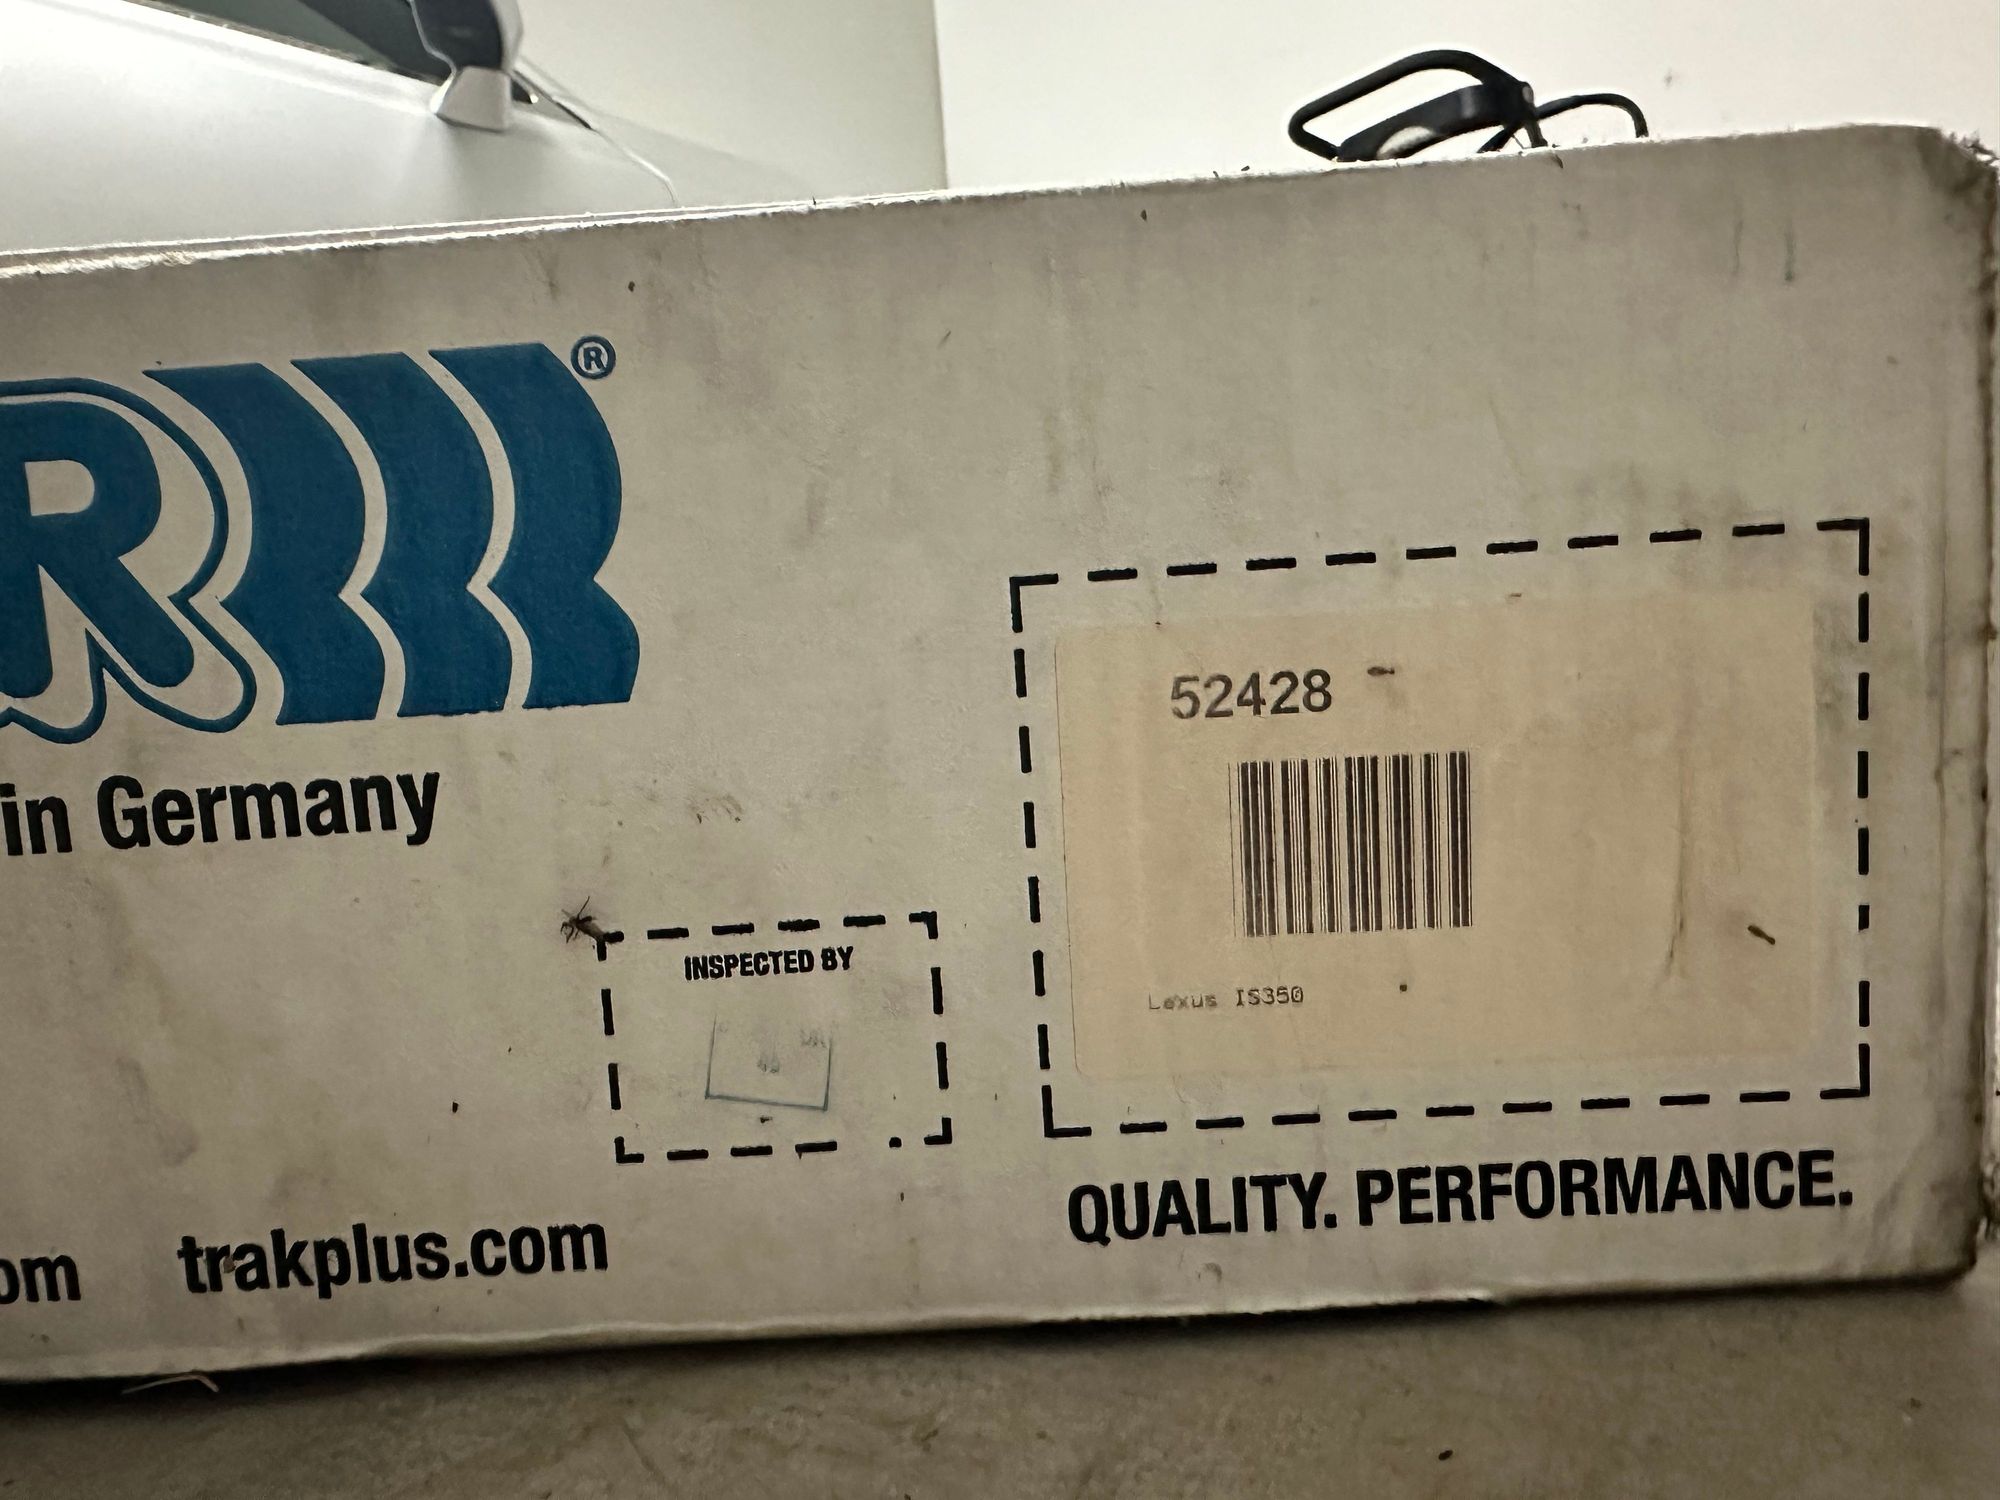 R®
in Germany
INSPECTED BY
om trakplus.com
52428
Lexus IS350
QUALITY. PERFORMANCE.